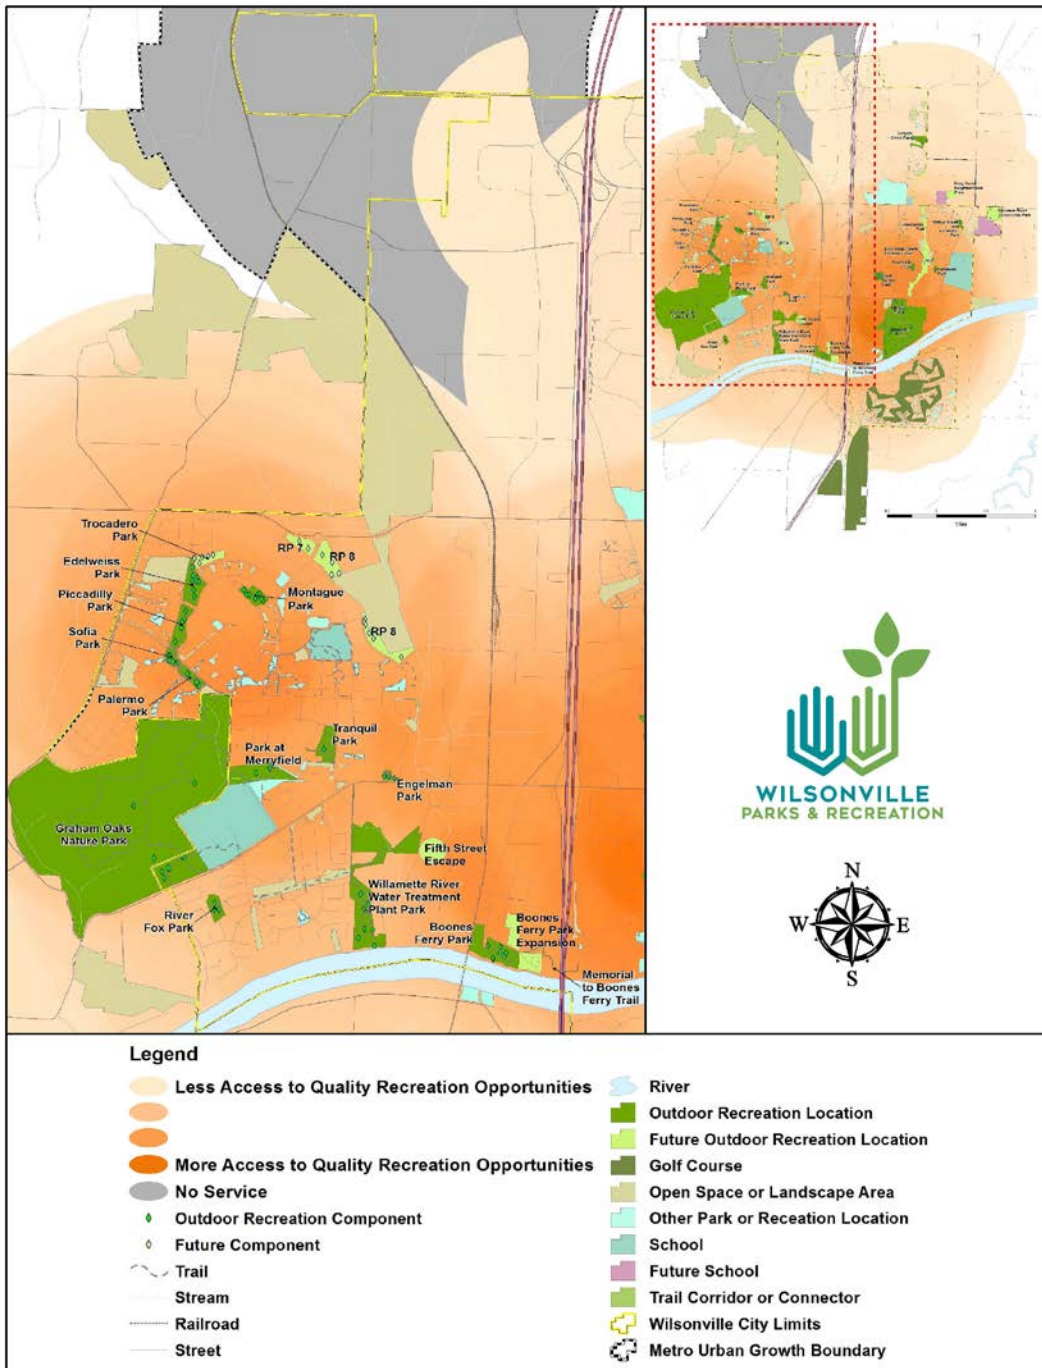 Trocadero
Park
Edelweiss
Park
Piccadilly
Park
Sofia
Park
Palermo
Park
RP 7
RP 8
Montague
Park
RP 8
Tranquil
Park
Park at
Merryfield
Engelman
Park
Graham Oaks
Nature Park
Fifth Street
Escape
Willamette River
Water Treatment
Plant Park
River
Fox Park
Boones
Ferry Park
Boones
Ferry Park
Expansion
Memorial
to Boones
Ferry Trail
WILSONVILLE
PARKS & RECREATION
N
W
E
S
Legend
Less Access to Quality Recreation Opportunities
More Access to Quality Recreation Opportunities
No Service
Outdoor Recreation Component
Future Component
Trail
Stream
Railroad
Street
River
Outdoor Recreation Location
Future Outdoor Recreation Location
Golf Course
Open Space or Landscape Area
Other Park or Receation Location
School
Future School
Trail Corridor or Connector
Wilsonville City Limits
Metro Urban Growth Boundary